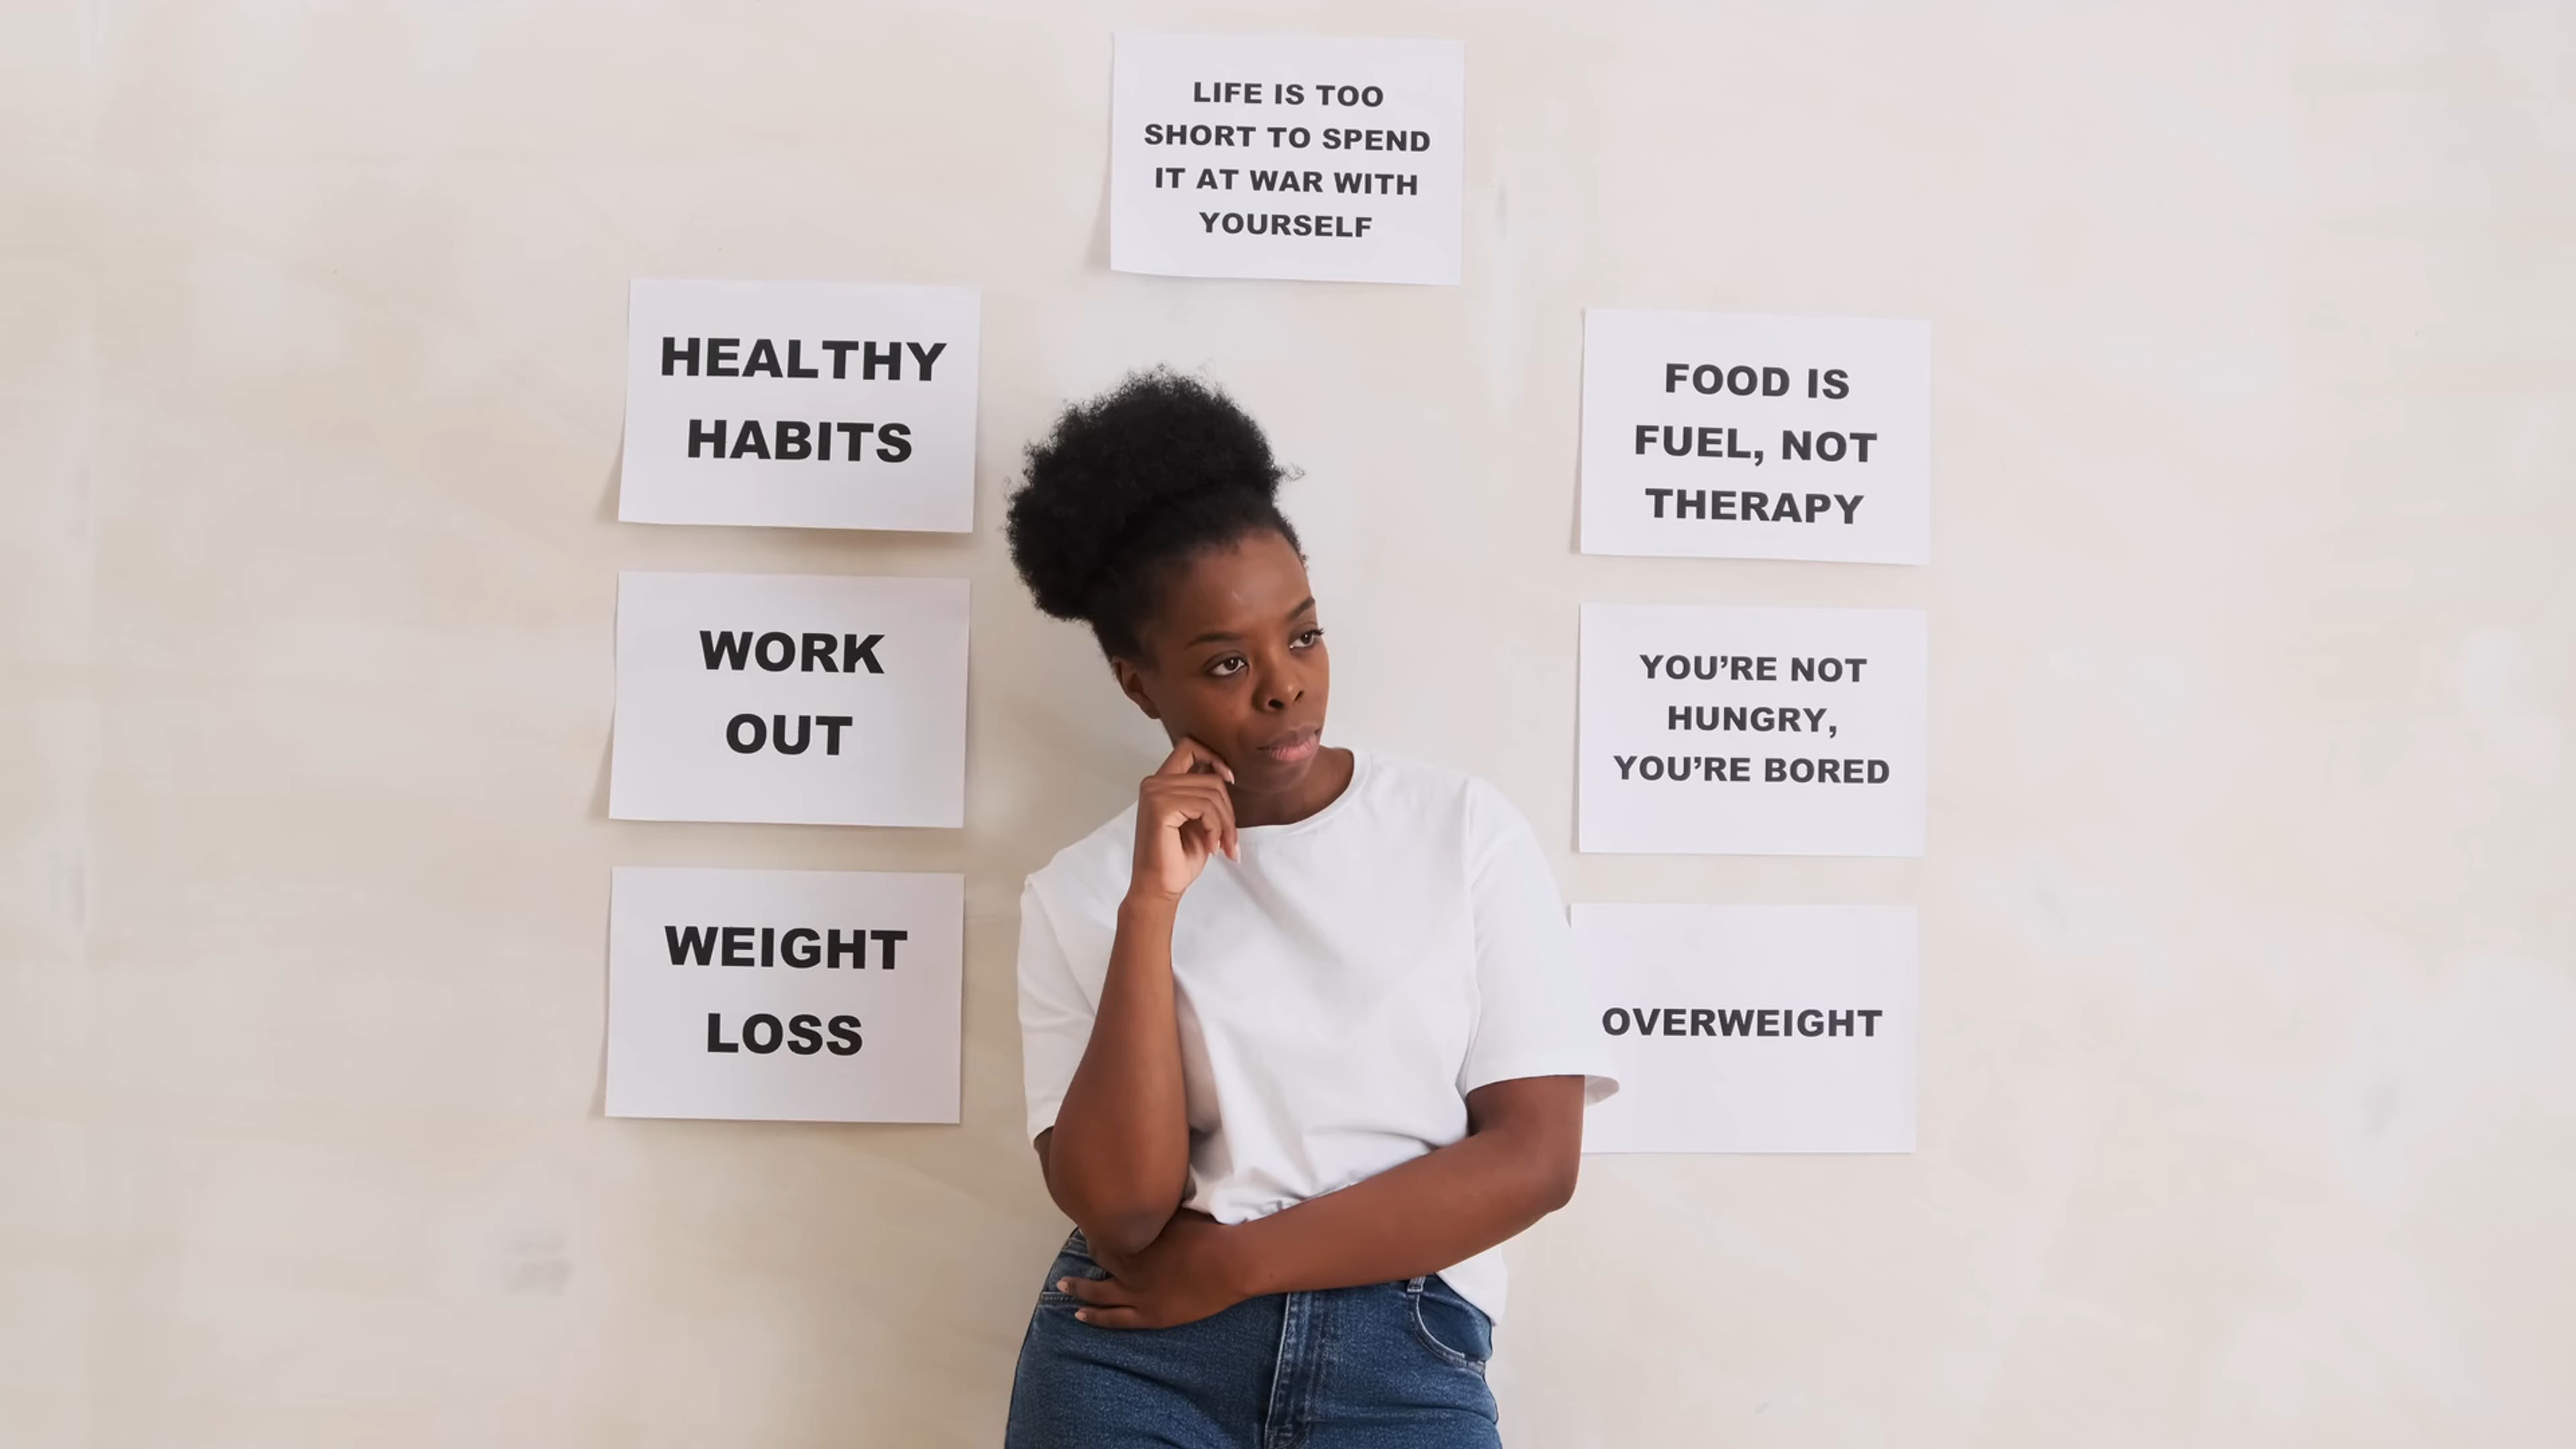 LIFE IS TOO
SHORT TO SPEND
IT AT WAR WITH
YOURSELF
HEALTHY
HABITS
WORK
OUT
WEIGHT
LOSS
FOOD IS
FUEL, NOT
THERAPY
YOU’RE NOT
HUNGRY,
YOU’RE BORED
OVERWEIGHT